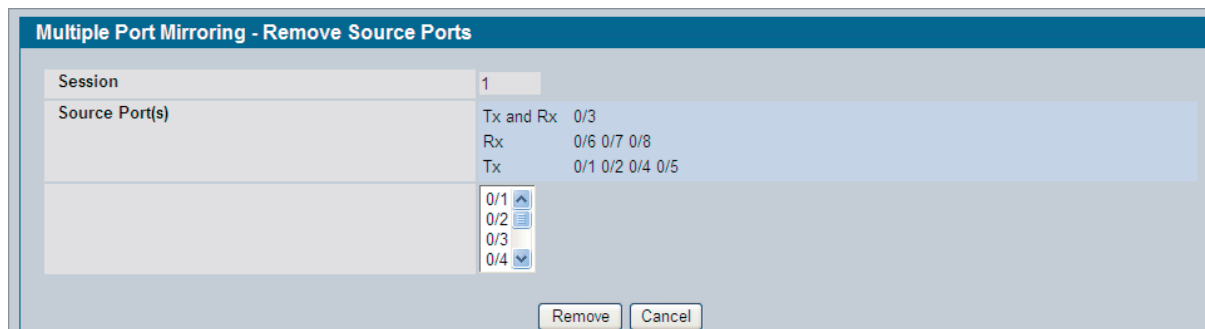 Multiple Port Mirroring - Remove Source Ports
Session 1
Source Port(s) Tx and Rx 0/3
Rx 0/6 0/7 0/8
Tx 0/1 0/2 0/4 0/5
0/1
0/2
0/3
0/4
Remove Cancel